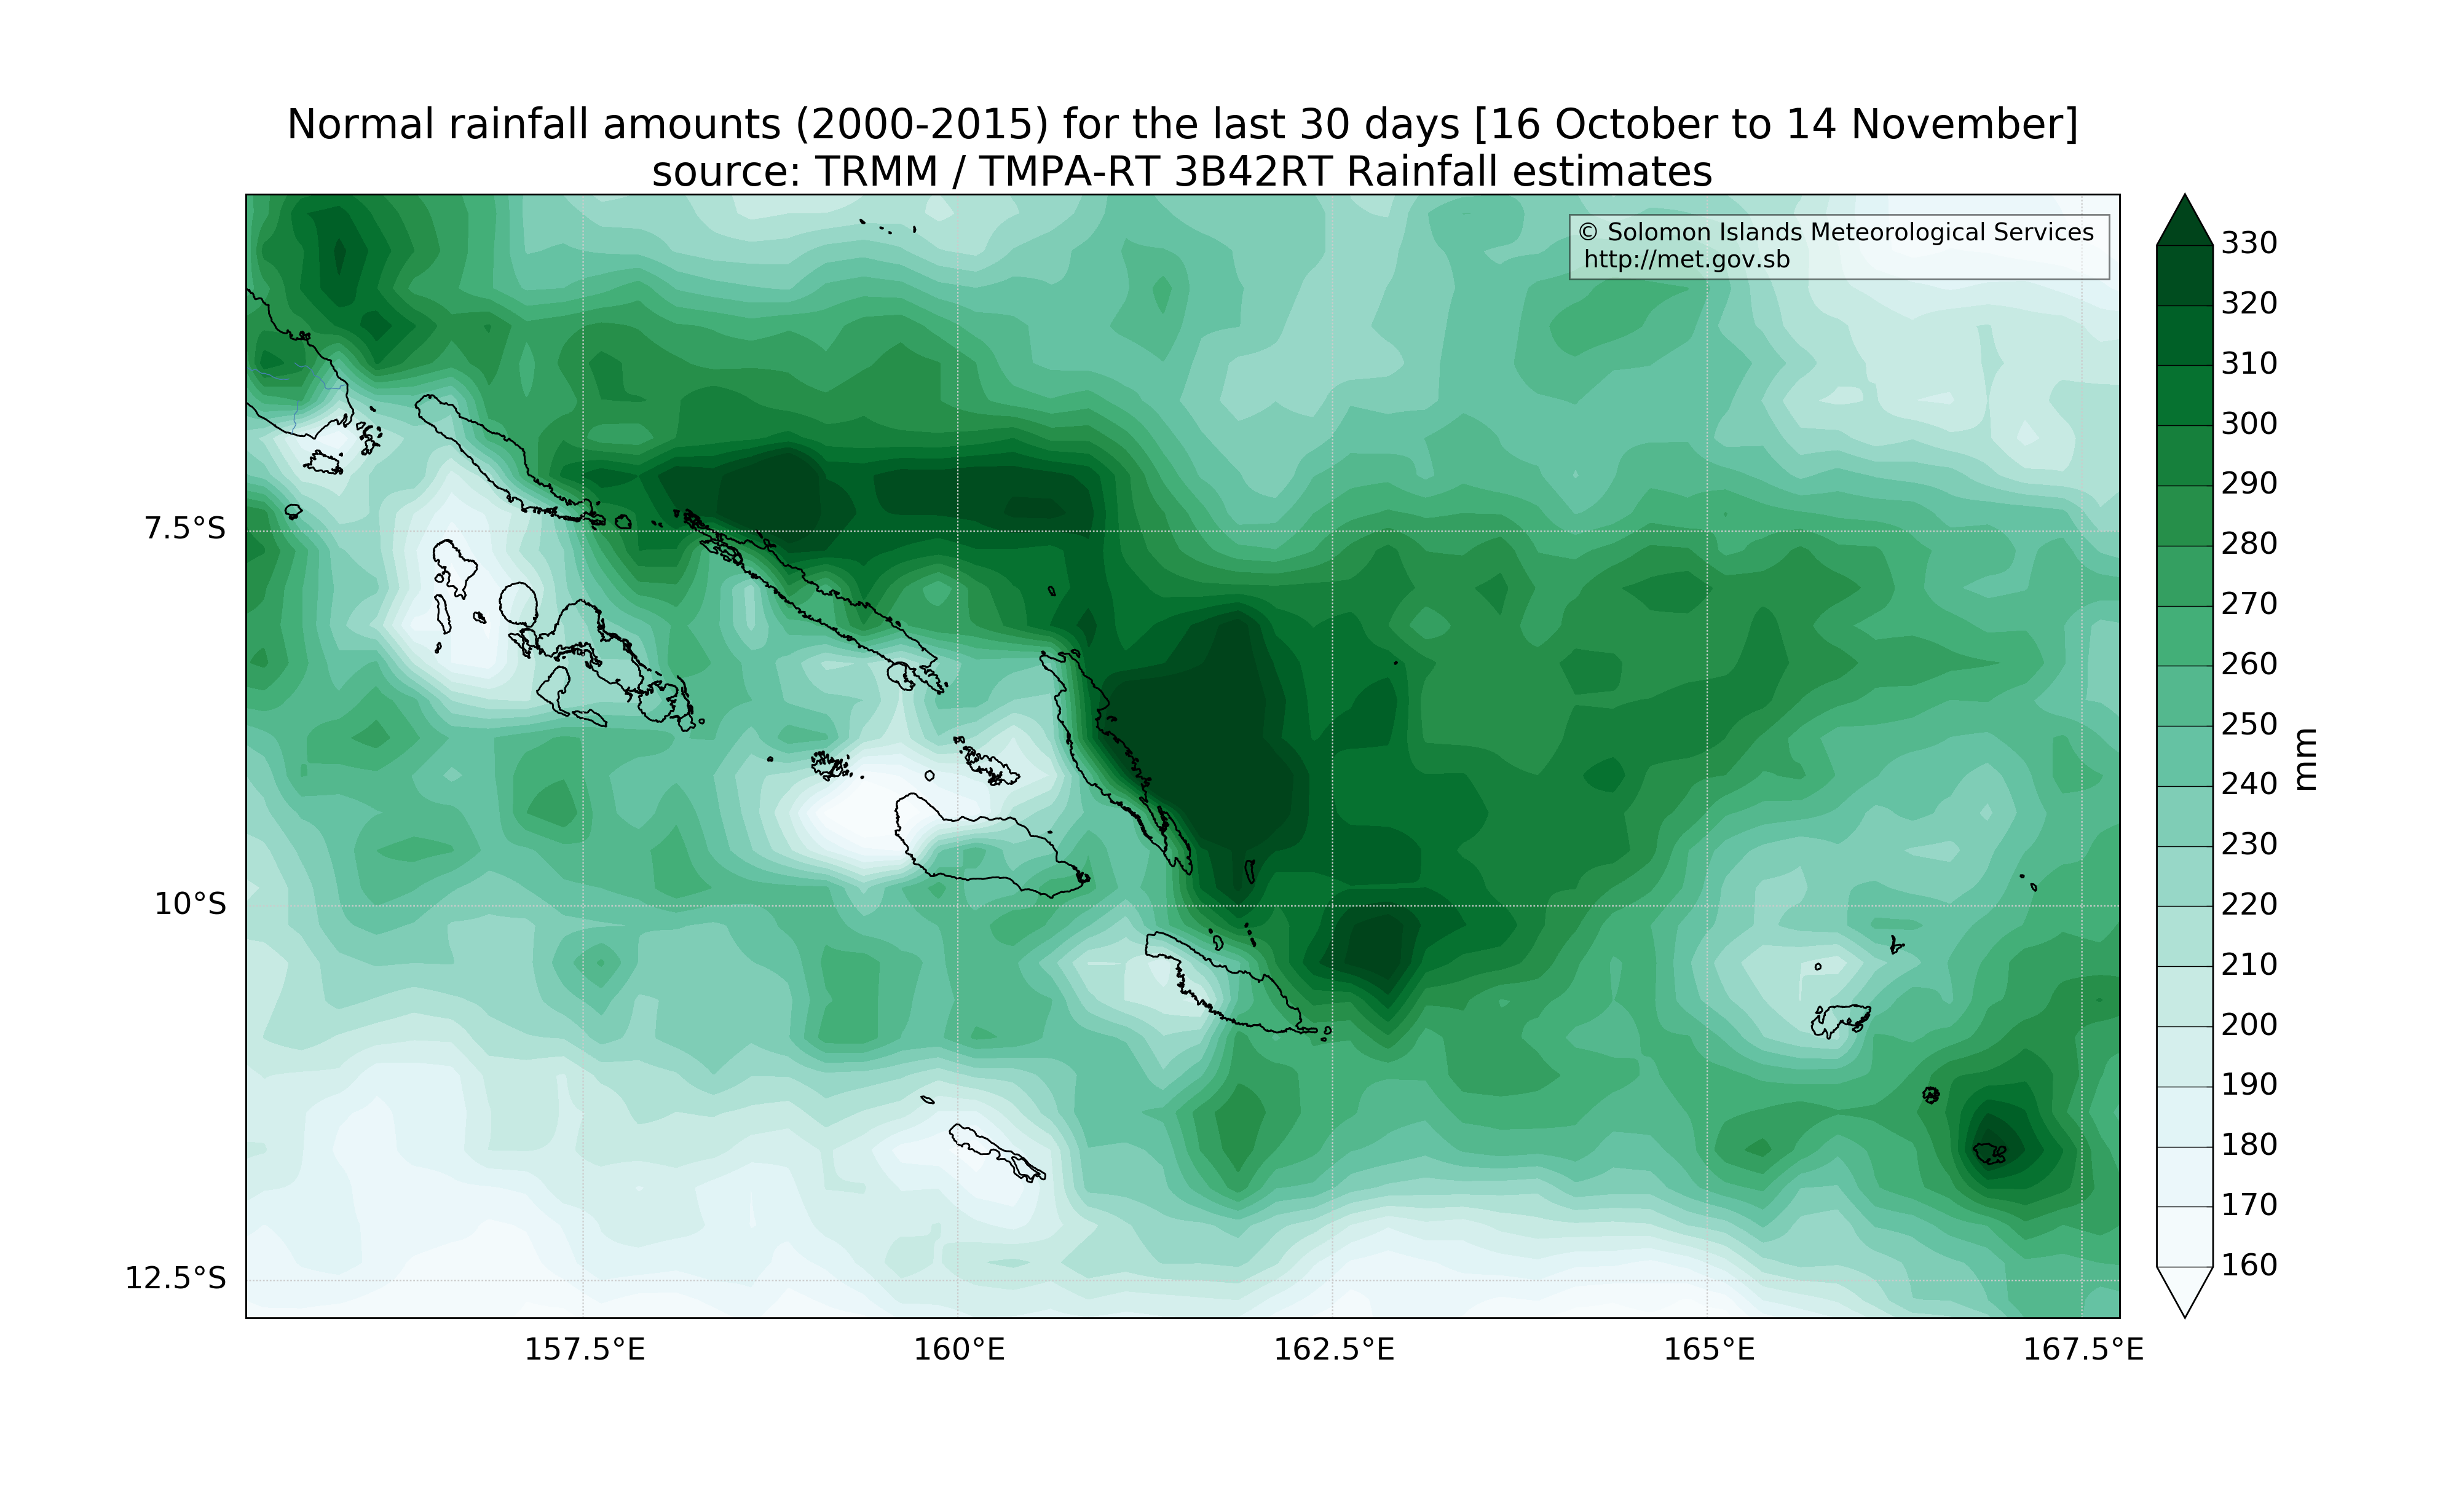 Normal rainfall amounts (2000-2015) for the last 30 days [16 October to 14 November]
source: TRMM / TMPA-RT 3B42RT Rainfall estimates
© Solomon Islands Meteorological Services
http://met.gov.sb
7.5°S
10°S
12.5°S
157.5°E
160°E
162.5°E
165°E
167.5°E
330
320
310
300
290
280
270
260
250
240
230
220
210
200
190
180
170
160
mm